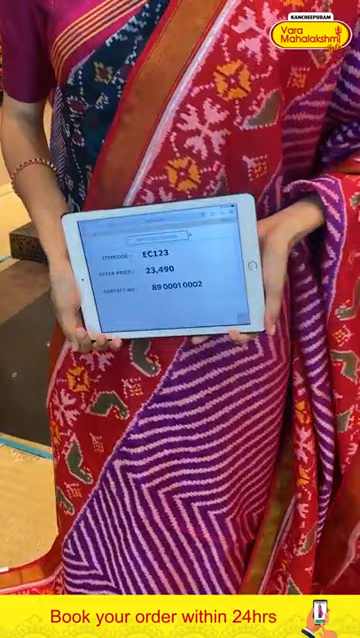 KANCHEEPURAM
Vara
Mahalakshmi
ITEMCODE : EC123
OFFER PRICE : 23,490
CONTACT NO : 89 0001 0002
Book your order within 24hrs